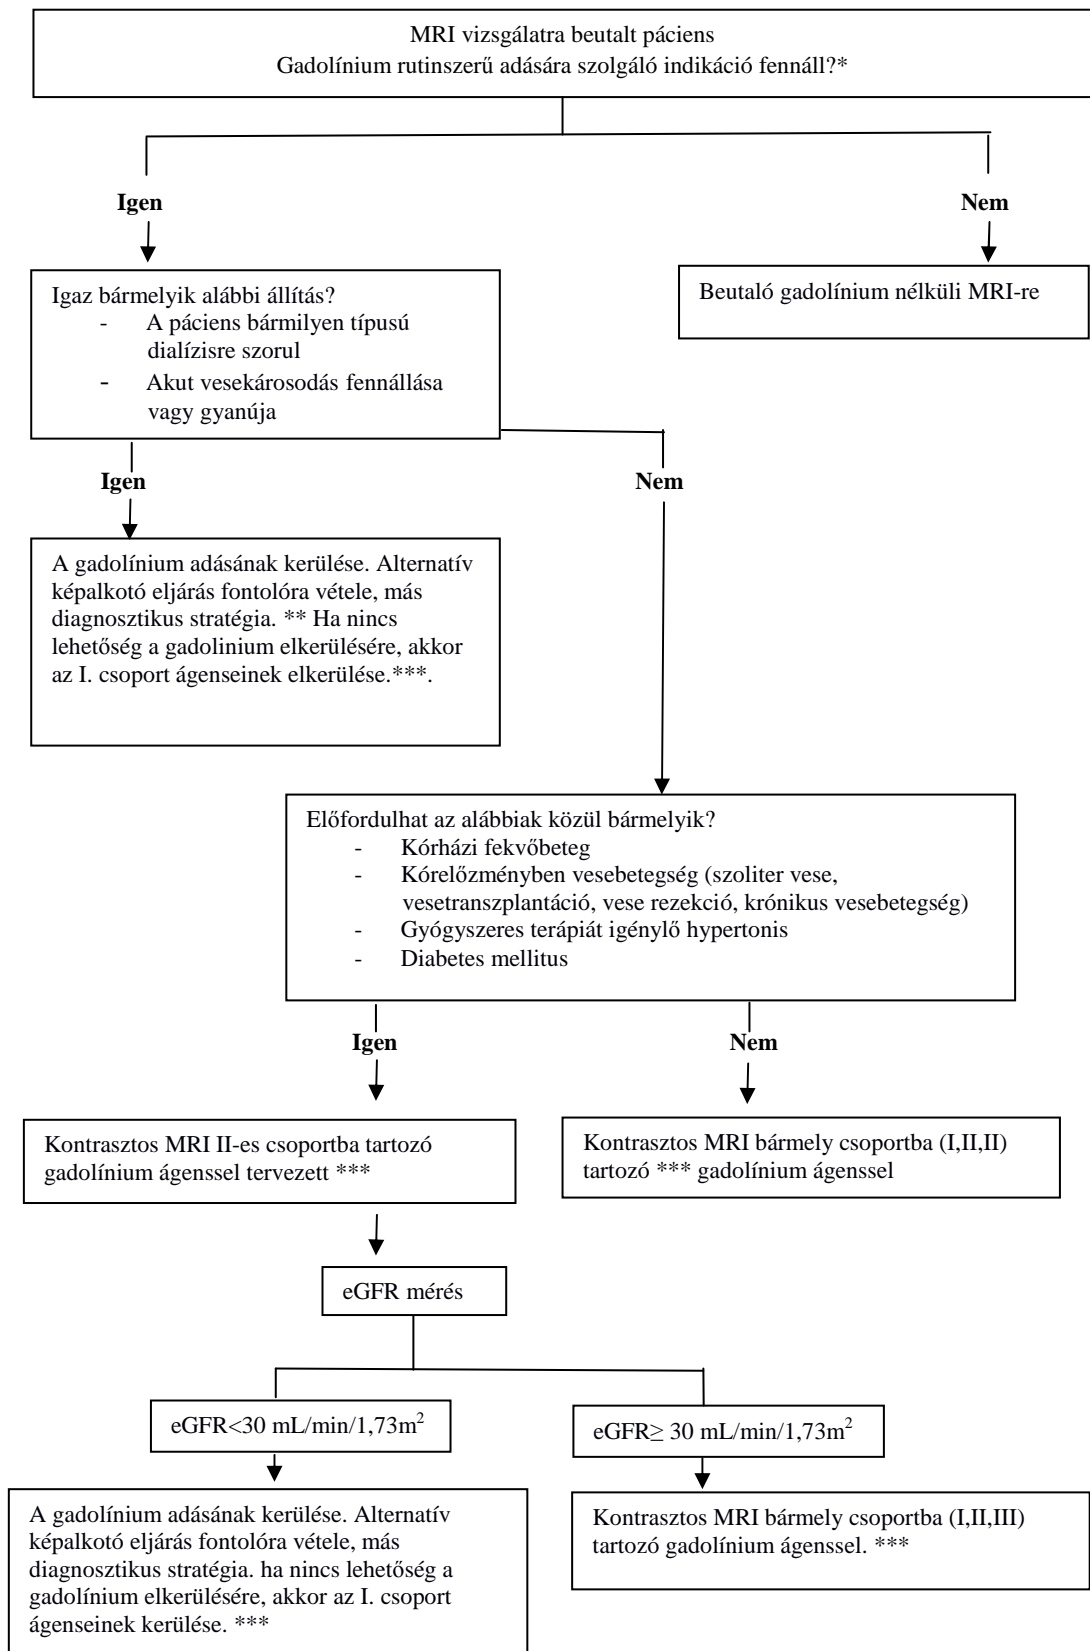 MRI vizsgálatra beutalt páciens
Gadolínium rutinszerű adására szolgáló indikáció fennáll?*
Igen
Nem
Igaz bármelyik alábbi állítás?
- A páciens bármilyen típusú
dialízisre szorul
- Akut vesekárosodás fennállása
vagy gyanúja
Beutaló gadolínium nélküli MRI-re
Igen
Nem
A gadolínium adásának kerülése. Alternatív
képalkotó eljárás fontolóra vétele, más
diagnosztikus stratégia. ** Ha nincs
lehetőség a gadolinium elkerülésére, akkor
az I. csoport ágenseinek elkerülése.***.
Előfordulhat az alábbiak közül bármelyik?
- Kórházi fekvőbeteg
- Kórelőzményben vesebetegség (szoliter vese,
vesetranszplantáció, vese rezekció, krónikus vesebetegség)
- Gyógyszeres terápiát igénylő hypertonis
- Diabetes mellitus
Igen
Nem
Kontrasztos MRI II-es csoportba tartozó
gadolínium ágenssel tervezett ***
Kontrasztos MRI bármely csoportba (I,II,II)
tartozó *** gadolínium ágenssel
eGFR mérés
eGFR<30 mL/min/1,73m²
eGFR≥ 30 mL/min/1,73m²
A gadolínium adásának kerülése. Alternatív
képalkotó eljárás fontolóra vétele, más
diagnosztikus stratégia. ha nincs lehetőség a
gadolínium elkerülésére, akkor az I. csoport
ágenseinek kerülése. ***
Kontrasztos MRI bármely csoportba (I,II,III)
tartozó gadolínium ágenssel. ***